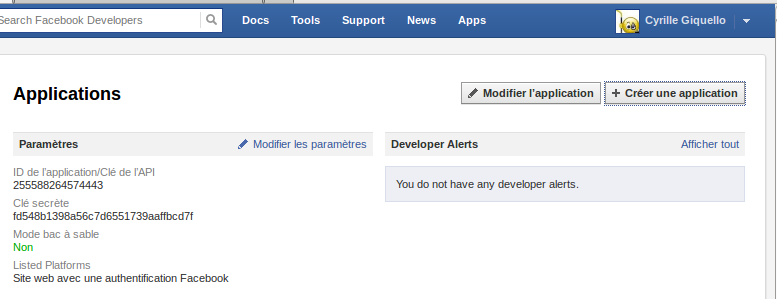 Search Facebook Developers
Docs Tools Support News Apps
Cyrille Giquello
Applications
Modifier l'application
Créer une application
Paramètres
Modifier les paramètres
ID de l'application/Clé de l'API
255588264574443
Clé secrète
fd548b1398a56c7d6551739aaffbcd7f
Mode bac à sable
Non
Listed Platforms
Site web avec une authentification Facebook
Developer Alerts
Afficher tout
You do not have any developer alerts.